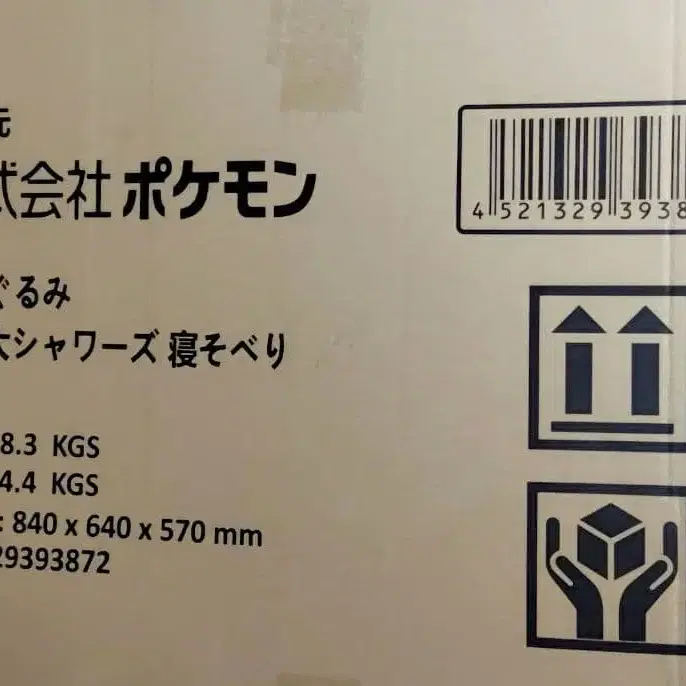 元
式会社 ポケモン
4 521329 3938
ぐるみ
大シャワーズ 寝そべり
8.3 KGS
4.4 KGS
: 840 x 640 x 570 mm
29393872